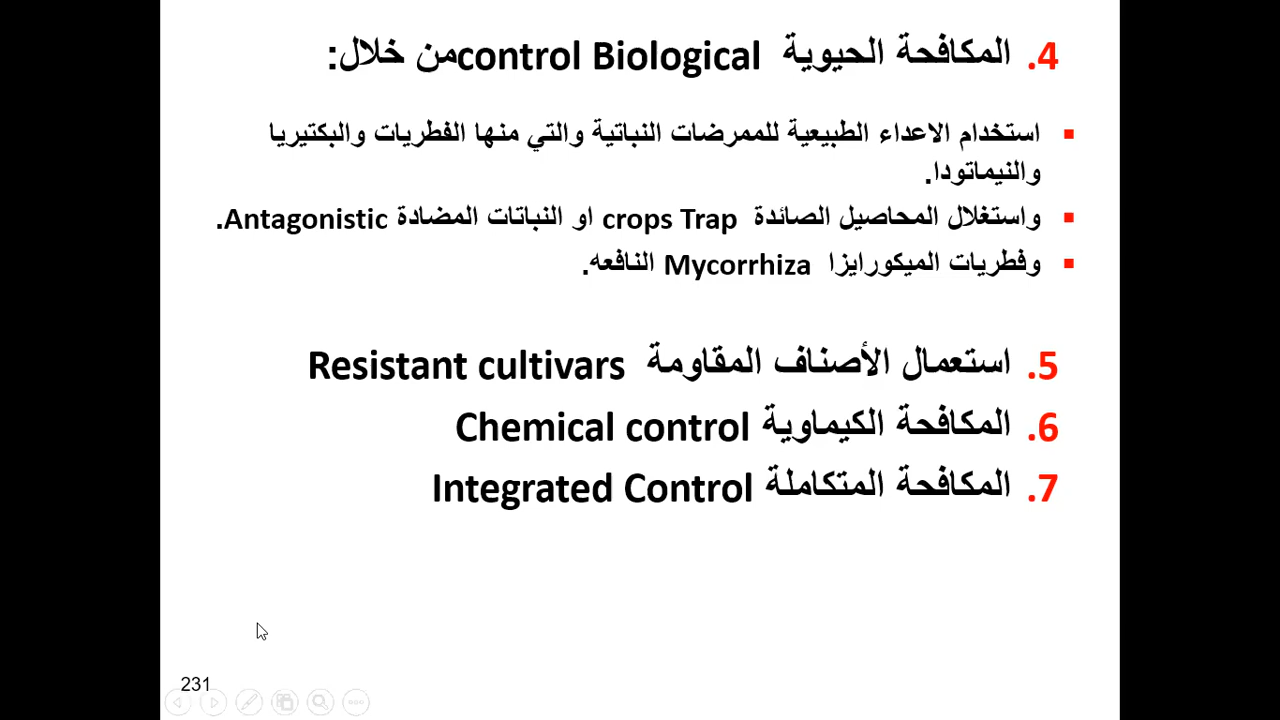 4. المكافحة الحيوية control Biological من خلال:
▪ استخدام الاعداء الطبيعية للممرضات النباتية والتي منها الفطريات والبكتيريا
والنيماتودا.
▪ واستغلال المحاصيل الصائدة crops Trap او النباتات المضادة Antagonistic.
▪ وفطريات الميكورايزا Mycorrhiza النافعه.
5. استعمال الأصناف المقاومة Resistant cultivars
6. المكافحة الكيماوية Chemical control
7. المكافحة المتكاملة Integrated Control
231